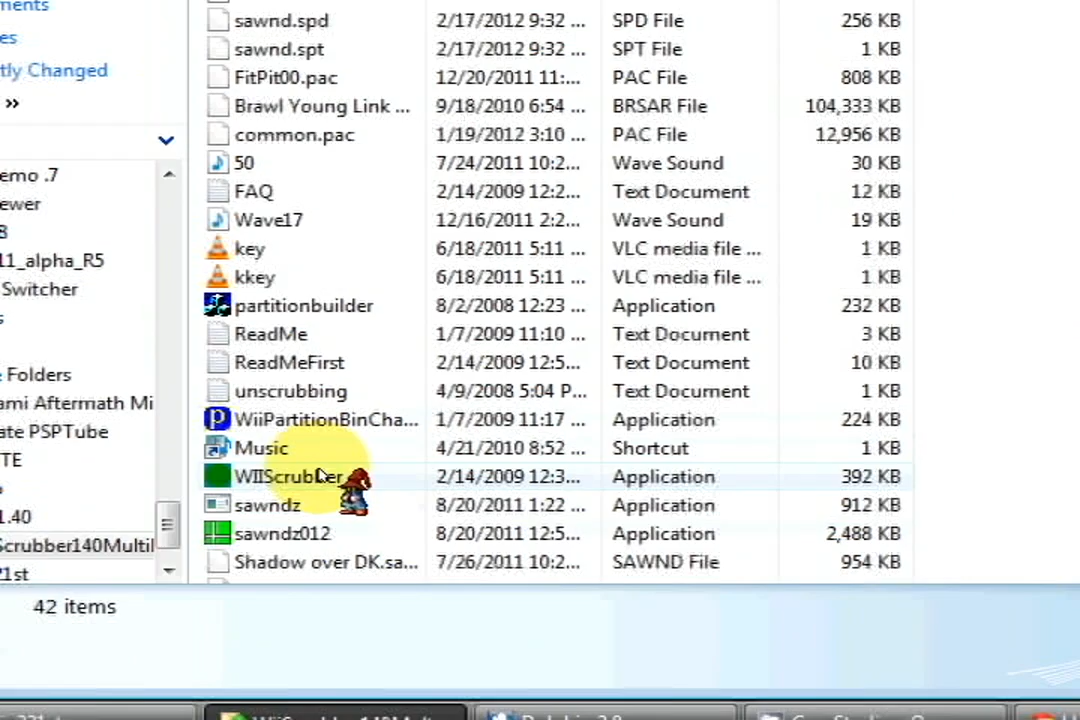 ments
es
tly Changed
»
emo .7
ewer
8
11_alpha_R5
Switcher
s
Folders
ami Aftermath Mi
ate PSPTube
TE
1.40
Scrubber140Multil
1st
sawnd.spd 2/17/2012 9:32 ... SPD File 256 KB
sawnd.spt 2/17/2012 9:32 ... SPT File 1 KB
FitPit00.pac 12/20/2011 11:... PAC File 808 KB
Brawl Young Link ... 9/18/2010 6:54 ... BRSAR File 104,333 KB
common.pac 1/19/2012 3:10 ... PAC File 12,956 KB
50 7/24/2011 10:2... Wave Sound 30 KB
FAQ 2/14/2009 12:2... Text Document 12 KB
Wave17 12/16/2011 2:2... Wave Sound 19 KB
key 6/18/2011 5:11 ... VLC media file ... 1 KB
kkey 6/18/2011 5:11 ... VLC media file ... 1 KB
partitionbuilder 8/2/2008 12:23 ... Application 232 KB
ReadMe 1/7/2009 11:10 ... Text Document 3 KB
ReadMeFirst 2/14/2009 12:5... Text Document 10 KB
unscrubbing 4/9/2008 5:04 P... Text Document 1 KB
WiiPartitionBinCha... 1/7/2009 11:17 ... Application 224 KB
Music 4/21/2010 8:52 ... Shortcut 1 KB
WIIScrubber 2/14/2009 12:3... Application 392 KB
sawndz 8/20/2011 1:22 ... Application 912 KB
sawndz012 8/20/2011 12:5... Application 2,488 KB
Shadow over DK.sa... 7/26/2011 10:2... SAWND File 954 KB
42 items